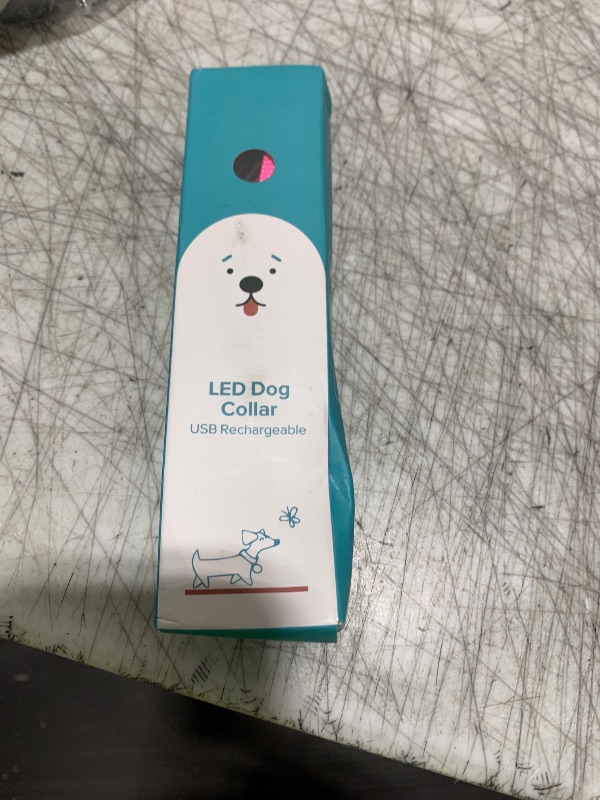 LED Dog
Collar
USB Rechargeable